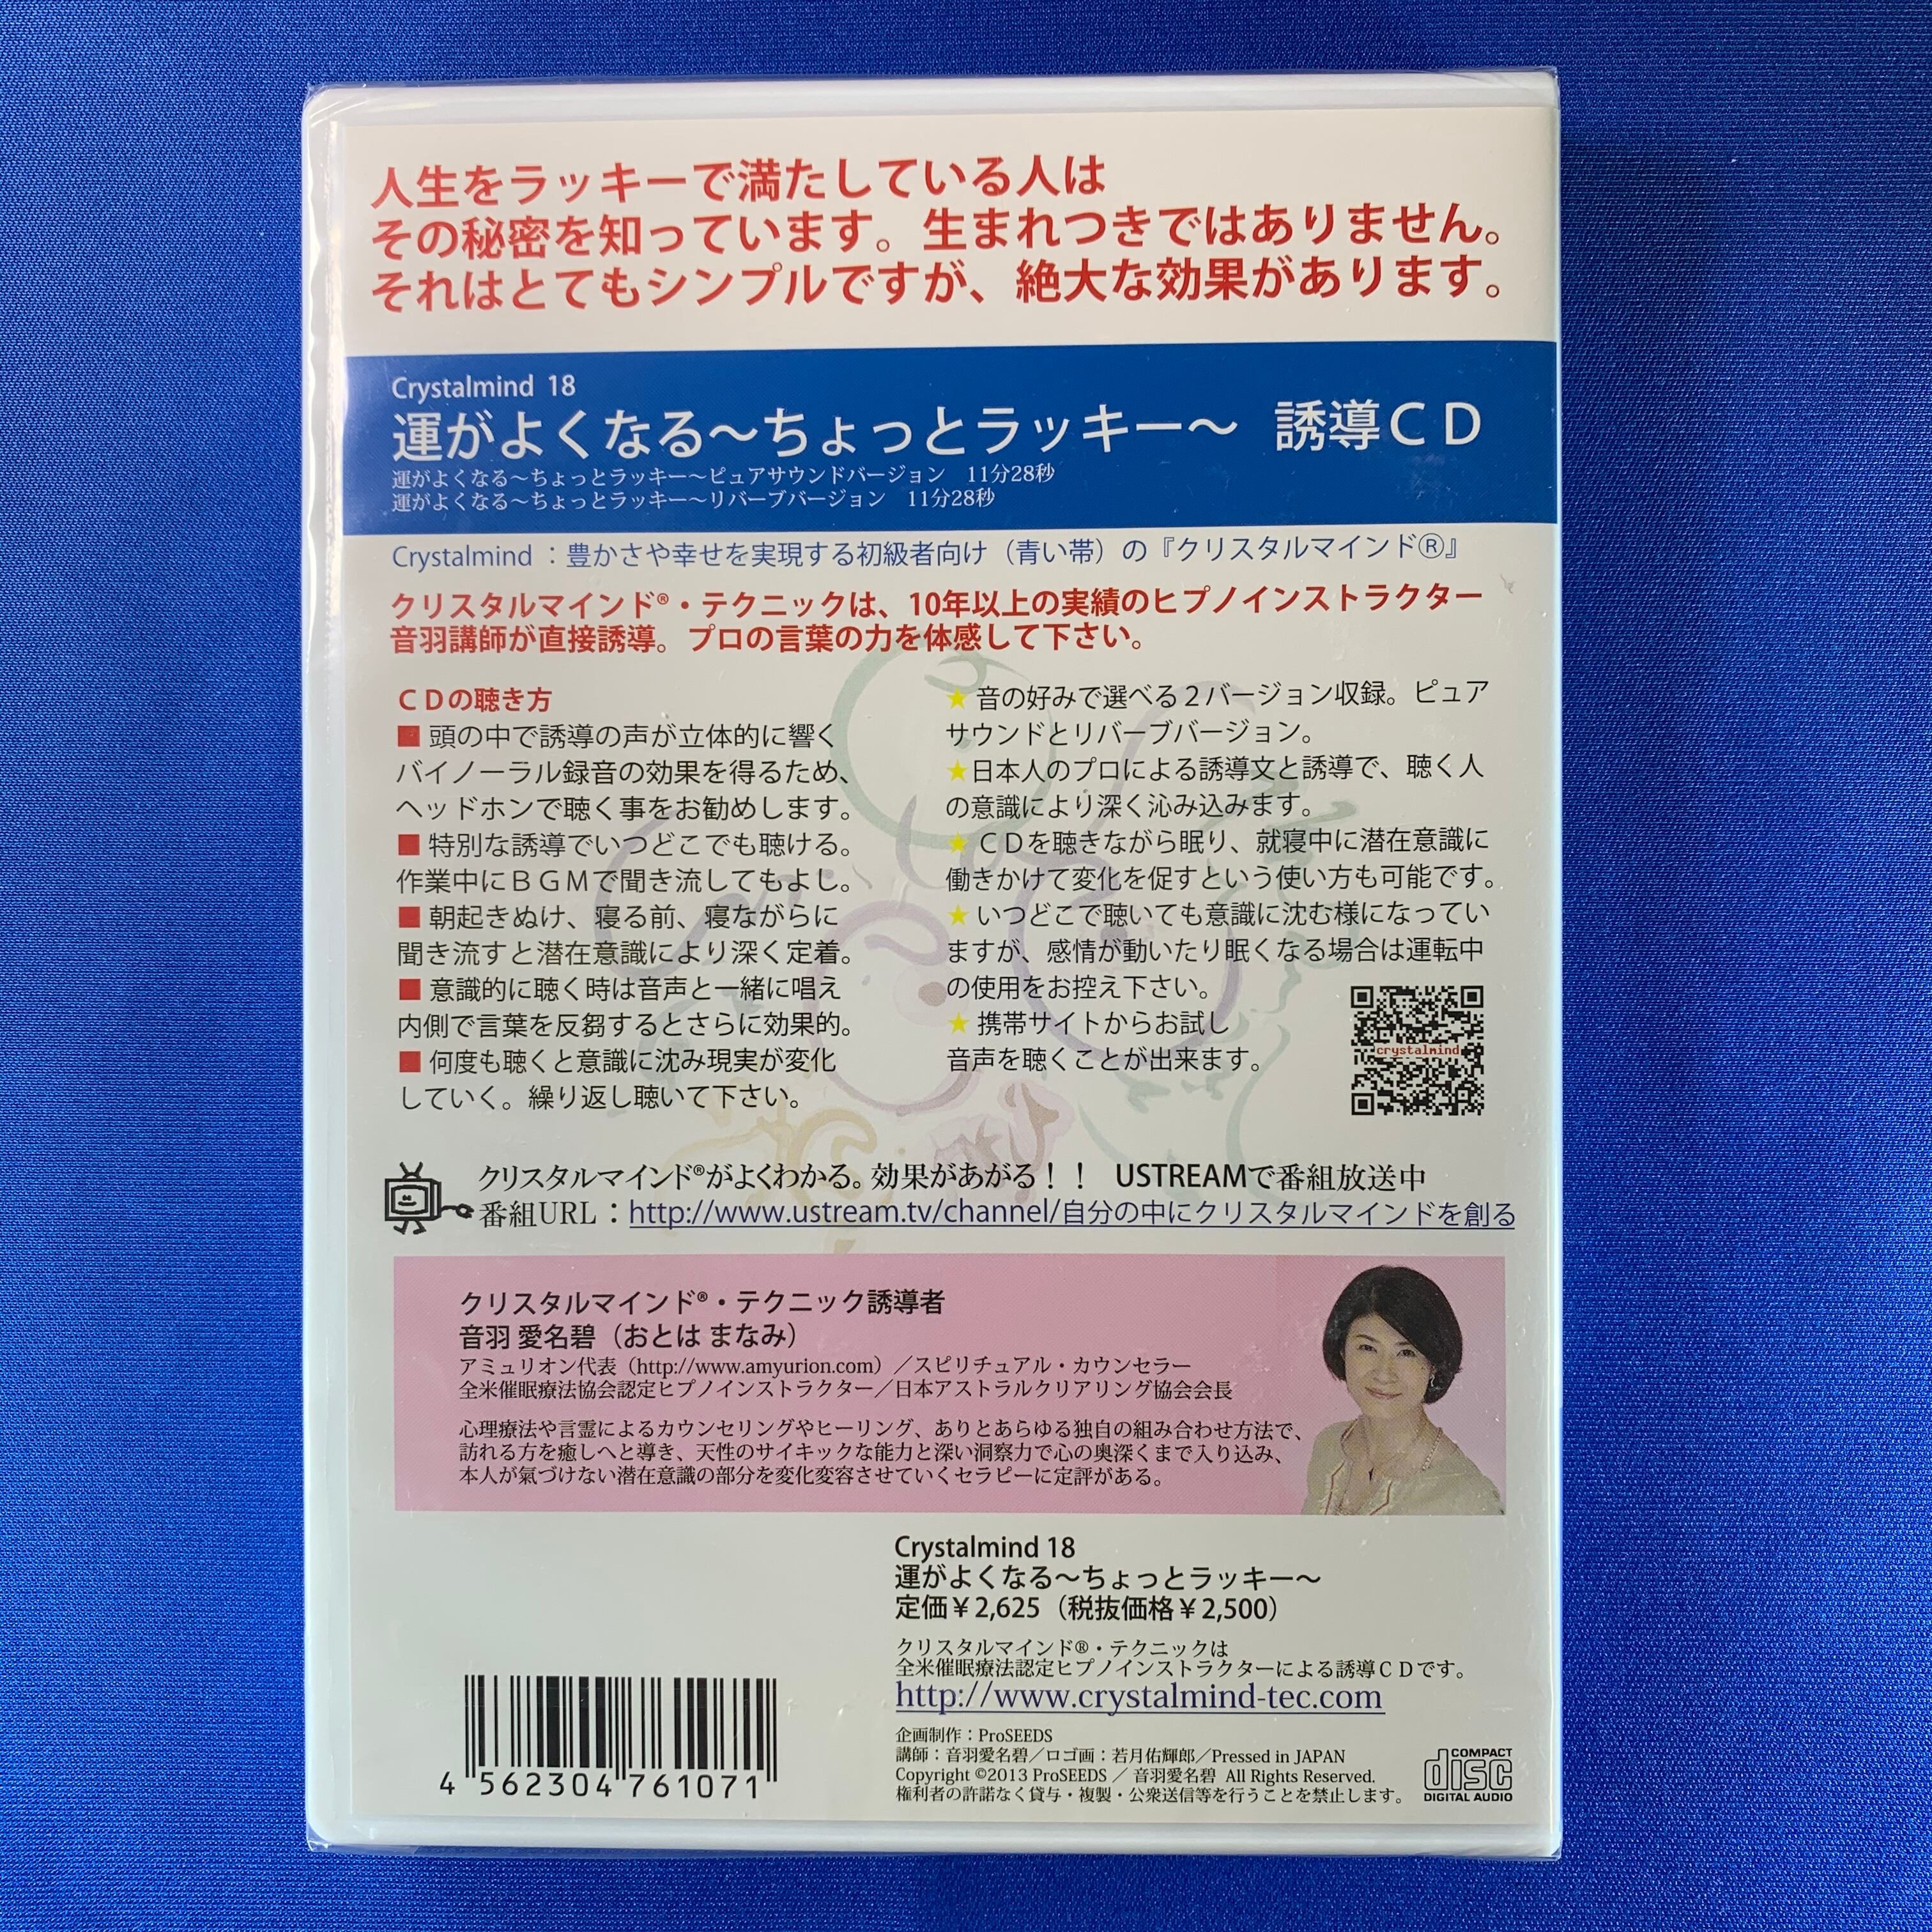 人生をラッキーで満たしている人は
その秘密を知っています。生まれつきではありません。
それはとてもシンプルですが、絶大な効果があります。
Crystalmind 18
運がよくなる〜ちょっとラッキー〜 誘導ＣＤ
運がよくなる〜ちょっとラッキー〜ピュアサウンドバージョン 11分28秒
運がよくなる〜ちょっとラッキー〜リバーブバージョン 11分28秒
Crystalmind ：豊かさや幸せを実現する初級者向け（青い帯）の『クリスタルマインド®』
クリスタルマインド®・テクニックは、10年以上の実績のヒプノインストラクター
音羽講師が直接誘導。プロの言葉の力を体感して下さい。
ＣＤの聴き方
■ 頭の中で誘導の声が立体的に響く
バイノーラル録音の効果を得るため、
ヘッドホンで聴く事をお勧めします。
■ 特別な誘導でいつどこでも聴ける。
作業中にＢＧＭで聞き流してもよし。
■ 朝起きぬけ、寝る前、寝ながらに
聞き流すと潜在意識により深く定着。
■ 意識的に聴く時は音声と一緒に唱え
内側で言葉を反芻するとさらに効果的。
■ 何度も聴くと意識に沈み現実が変化
していく。繰り返し聴いて下さい。
★ 音の好みで選べる２バージョン収録。ピュア
サウンドとリバーブバージョン。
★日本人のプロによる誘導文と誘導で、聴く人
の意識により深く沁み込みます。
★ ＣＤを聴きながら眠り、就寝中に潜在意識に
働きかけて変化を促すという使い方も可能です。
★ いつどこで聴いても意識に沈む様になってい
ますが、感情が動いたり眠くなる場合は運転中
の使用をお控え下さい。
★ 携帯サイトからお試し
音声を聴くことが出来ます。
crystalmind
クリスタルマインド®がよくわかる。効果があがる！！ USTREAMで番組放送中
番組URL：http://www.ustream.tv/channel/自分の中にクリスタルマインドを創る
クリスタルマインド®・テクニック誘導者
音羽 愛名碧（おとは まなみ）
アミュリオン代表（http://www.amyurion.com）／スピリチュアル・カウンセラー
全米催眠療法協会認定ヒプノインストラクター／日本アストラルクリアリング協会会長
心理療法や言霊によるカウンセリングやヒーリング、ありとあらゆる独自の組み合わせ方法で、
訪れる方を癒しへと導き、天性のサイキックな能力と深い洞察力で心の奥深くまで入り込み、
本人が氣づけない潜在意識の部分を変化変容させていくセラピーに定評がある。
Crystalmind 18
運がよくなる〜ちょっとラッキー〜
定価￥2,625（税抜価格￥2,500）
クリスタルマインド®・テクニックは
全米催眠療法認定ヒプノインストラクターによる誘導ＣＤです。
http://www.crystalmind-tec.com
企画制作：ProSEEDS
講師：音羽愛名碧／ロゴ画：若月佑輝郎／Pressed in JAPAN
Copyright ©2013 ProSEEDS ／ 音羽愛名碧 All Rights Reserved.
権利者の許諾なく貸与・複製・公衆送信等を行うことを禁止します。
COMPACT
disc
DIGITAL AUDIO
4 562304 761071